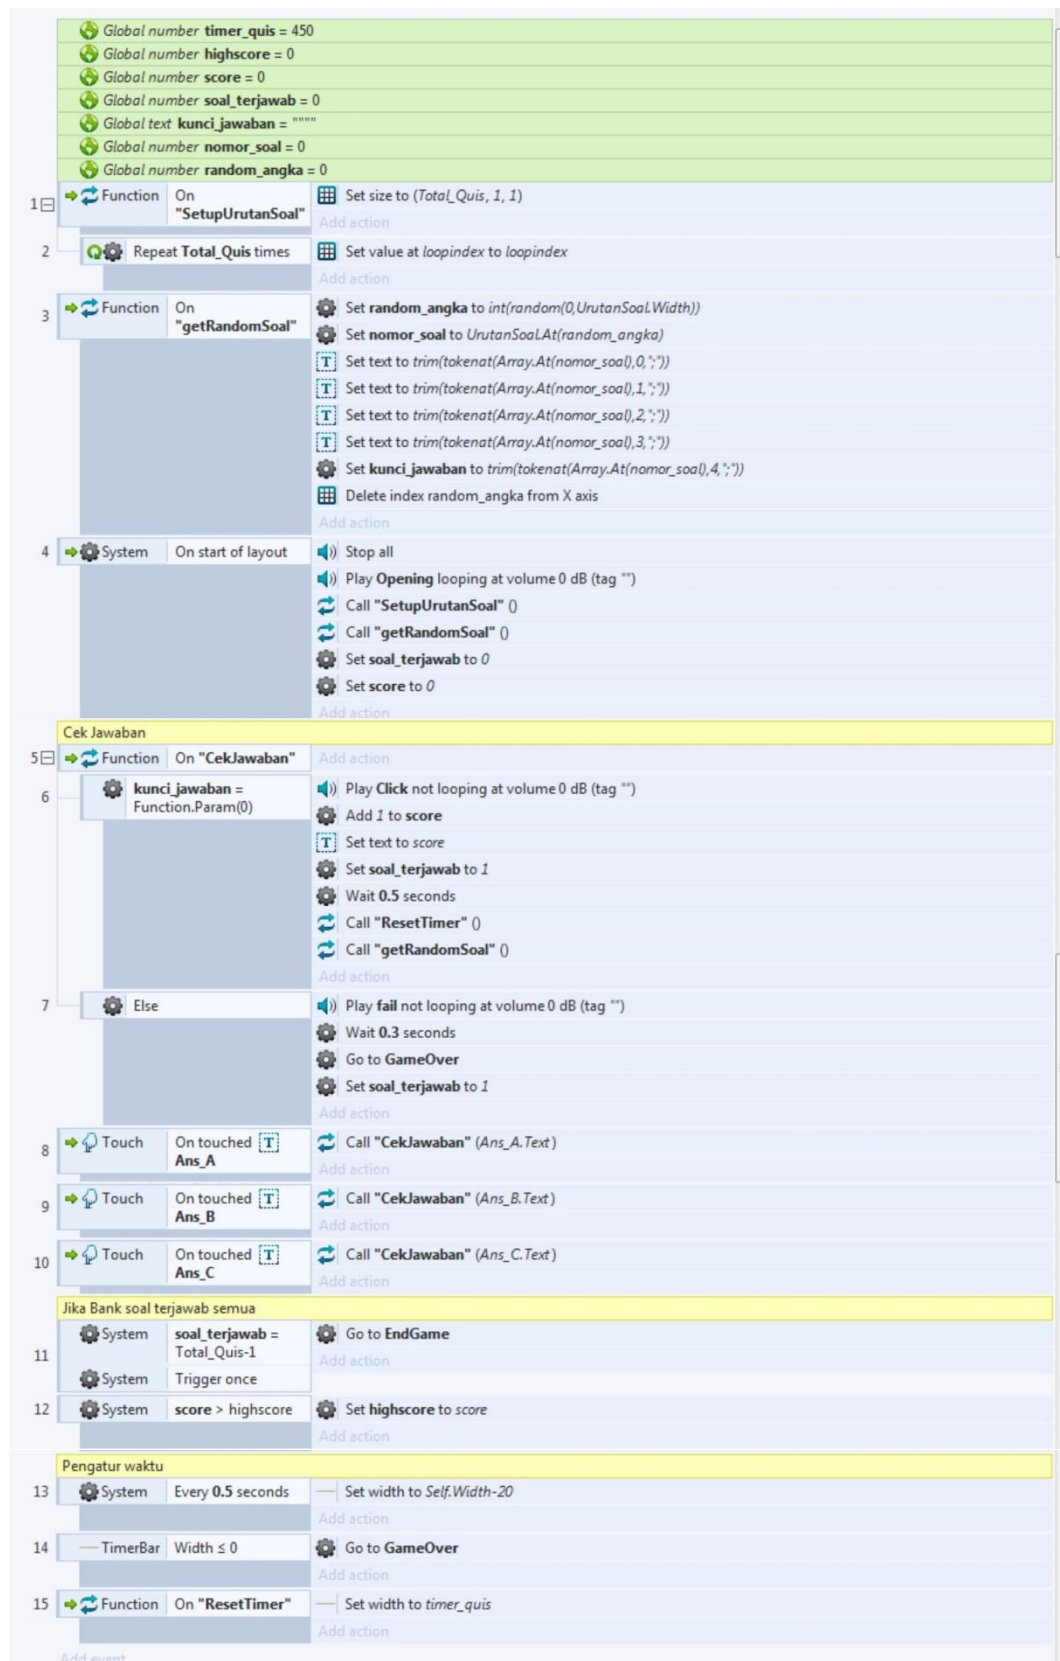 Global number timer_quis = 450
Global number highscore = 0
Global number score = 0
Global number soal_terjawab = 0
Global text kunci_jawaban = """"
Global number nomor_soal = 0
Global number random_angka = 0
1 Function On "SetupUrutanSoal" Set size to (Total_Quis, 1, 1)
Add action
2 Repeat Total_Quis times Set value at loopindex to loopindex
Add action
3 Function On "getRandomSoal" Set random_angka to int(random(0,UrutanSoal.Width))
Set nomor_soal to UrutanSoal.At(random_angka)
Set text to trim(tokenat(Array.At(nomor_soal),0,";"))
Set text to trim(tokenat(Array.At(nomor_soal),1,";"))
Set text to trim(tokenat(Array.At(nomor_soal),2,";"))
Set text to trim(tokenat(Array.At(nomor_soal),3,";"))
Set kunci_jawaban to trim(tokenat(Array.At(nomor_soal),4,";"))
Delete index random_angka from X axis
Add action
4 System On start of layout Stop all
Play Opening looping at volume 0 dB (tag "")
Call "SetupUrutanSoal" ()
Call "getRandomSoal" ()
Set soal_terjawab to 0
Set score to 0
Add action
Cek Jawaban
5 Function On "CekJawaban" Add action
6 kunci_jawaban = Function.Param(0) Play Click not looping at volume 0 dB (tag "")
Add 1 to score
Set text to score
Set soal_terjawab to 1
Wait 0.5 seconds
Call "ResetTimer" ()
Call "getRandomSoal" ()
Add action
7 Else Play fail not looping at volume 0 dB (tag "")
Wait 0.3 seconds
Go to GameOver
Set soal_terjawab to 1
Add action
8 Touch On touched T Ans_A Call "CekJawaban" (Ans_A.Text)
Add action
9 Touch On touched T Ans_B Call "CekJawaban" (Ans_B.Text)
Add action
10 Touch On touched T Ans_C Call "CekJawaban" (Ans_C.Text)
Add action
Jika Bank soal terjawab semua
11 System soal_terjawab = Total_Quis-1 Go to EndGame
Add action
System Trigger once
12 System score > highscore Set highscore to score
Add action
Pengatur waktu
13 System Every 0.5 seconds Set width to Self.Width-20
Add action
14 TimerBar Width ≤ 0 Go to GameOver
Add action
15 Function On "ResetTimer" Set width to timer_quis
Add action
Add event